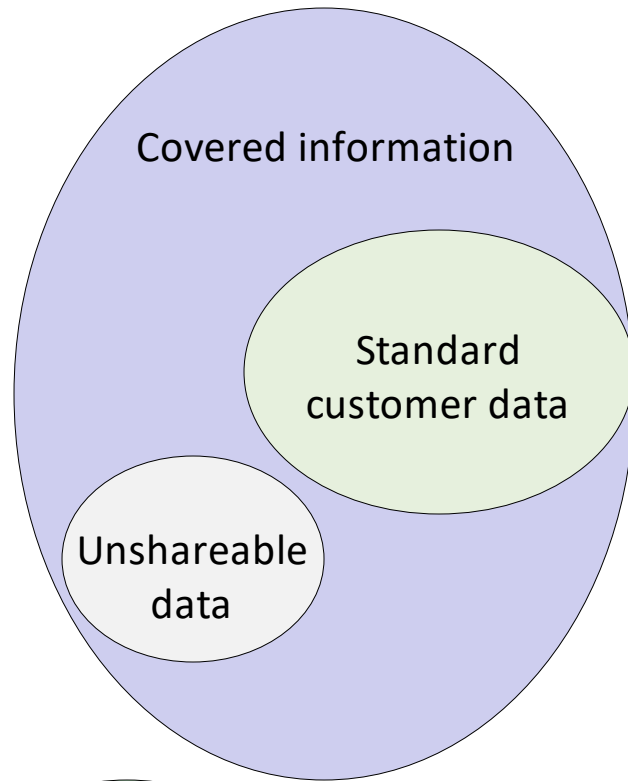 Covered information
Standard
customer data
Unshareable
data